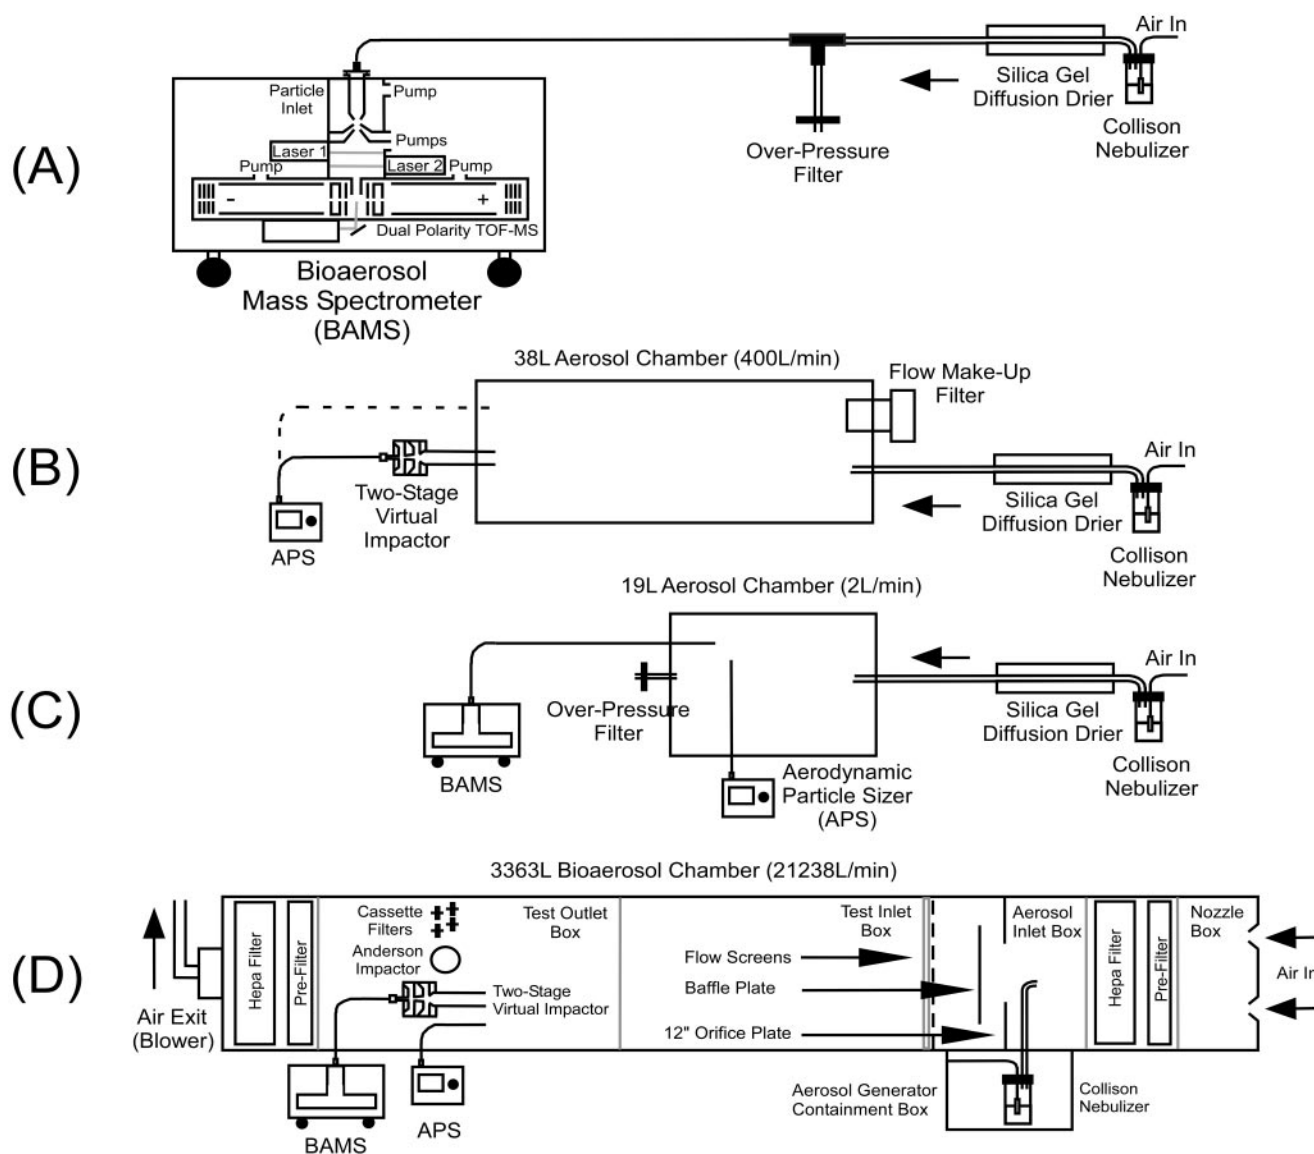 (A)
Air In
Silica Gel
Diffusion Drier
Collison
Nebulizer
Over-Pressure
Filter
Particle
Inlet
Pump
Pumps
Laser 1
Laser 2
Pump
Pump
-
+
Dual Polarity TOF-MS
Bioaerosol
Mass Spectrometer
(BAMS)
(B)
38L Aerosol Chamber (400L/min)
Flow Make-Up
Filter
Air In
Two-Stage
Virtual
Impactor
APS
Silica Gel
Diffusion Drier
Collison
Nebulizer
(C)
19L Aerosol Chamber (2L/min)
Air In
Over-Pressure
Filter
BAMS
Silica Gel
Diffusion Drier
Collison
Nebulizer
Aerodynamic
Particle Sizer
(APS)
(D)
3363L Bioaerosol Chamber (21238L/min)
Air Exit
(Blower)
Hepa Filter
Pre-Filter
Cassette
Filters
Anderson
Impactor
Two-Stage
Virtual Impactor
Test Outlet
Box
Test Inlet
Box
Flow Screens
Baffle Plate
12" Orifice Plate
Aerosol
Inlet Box
Hepa Filter
Pre-Filter
Nozzle
Box
Air In
BAMS
APS
Aerosol Generator
Containment Box
Collison
Nebulizer